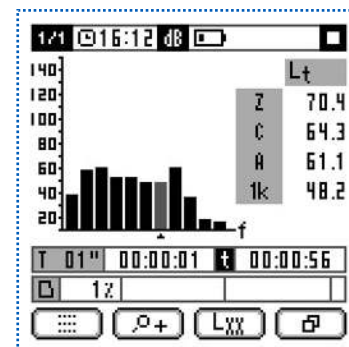 1/1 16:12 dB
140
Lt
120
Z 70.4
100
C 64.3
80
A 61.1
60
1k 48.2
40
20
f
T 01" 00:00:01 t 00:00:56
1%
+ LXX